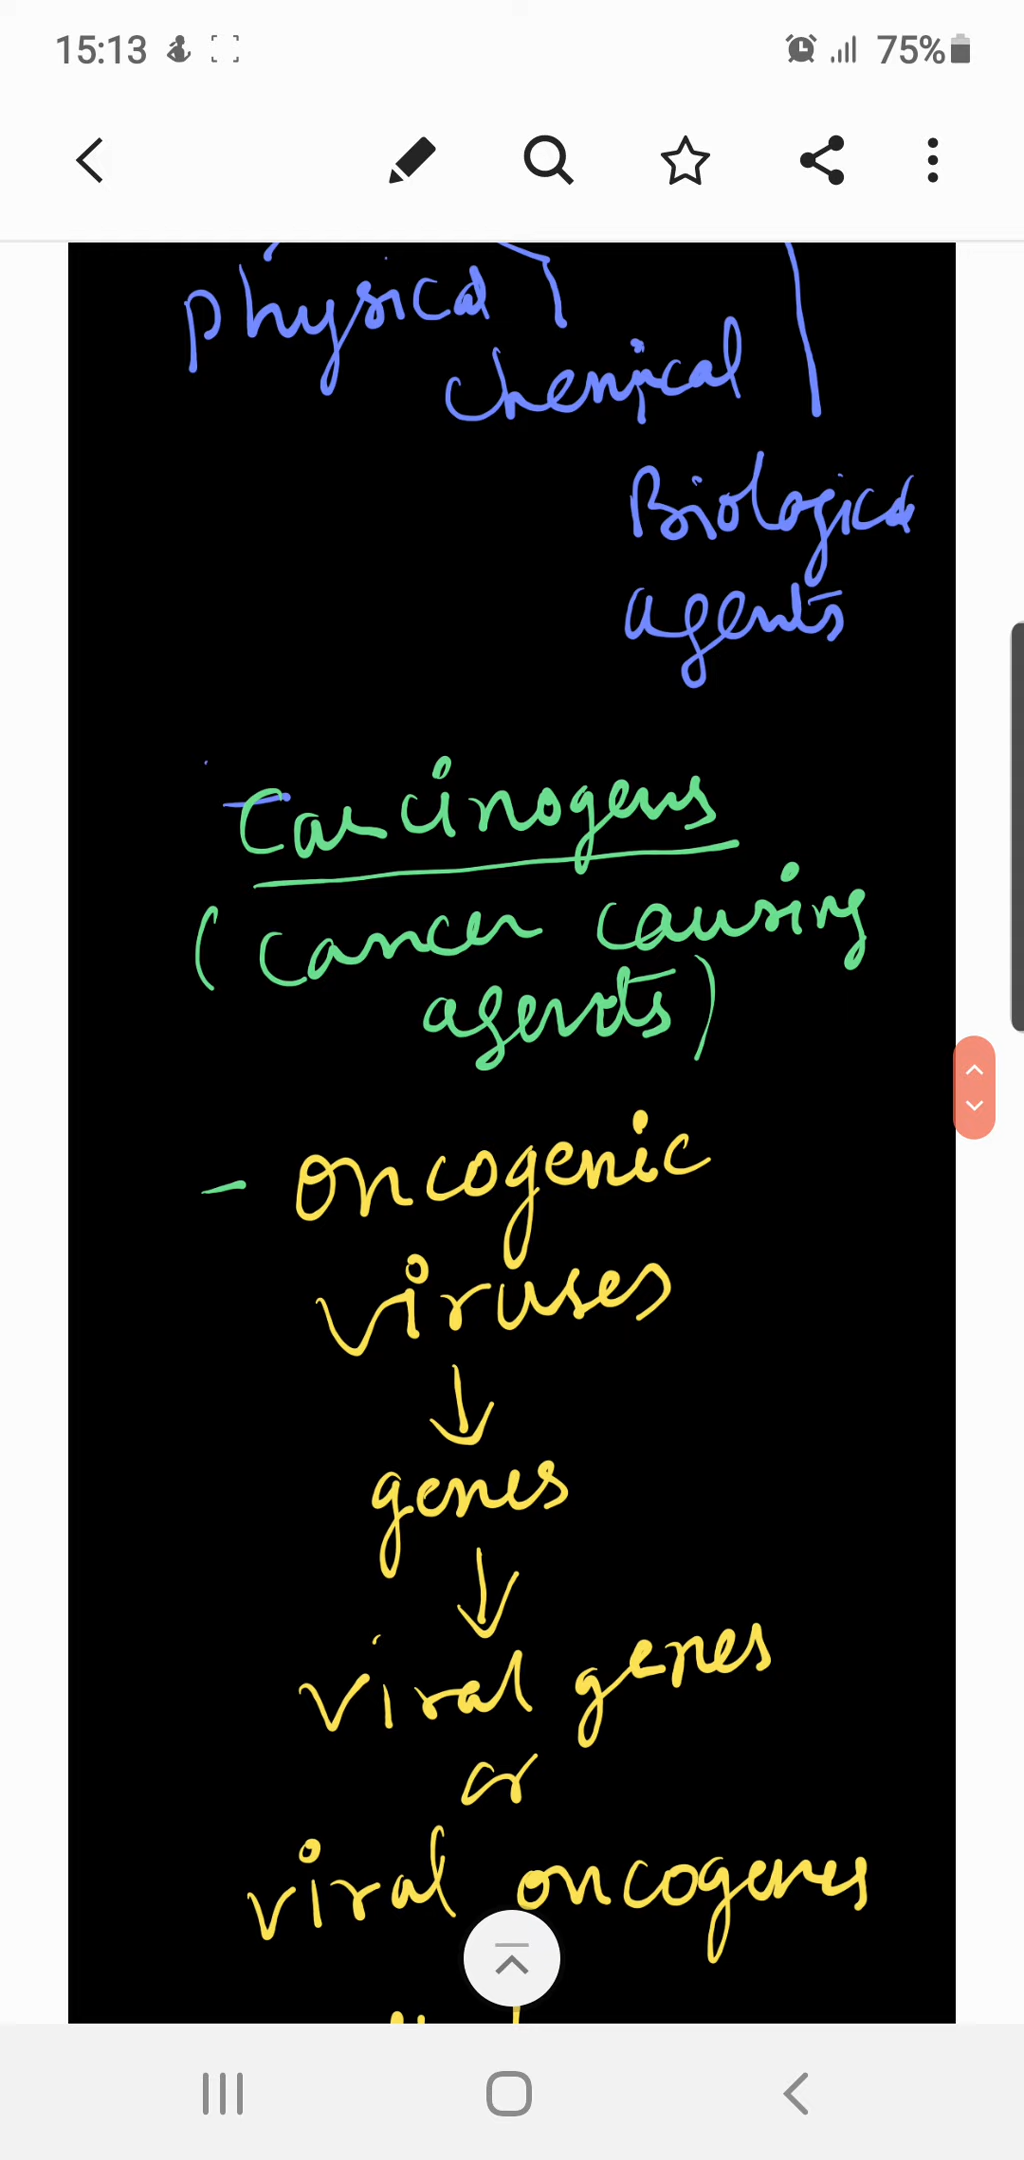 15:13
75%
physical
chemical
Biological
agents
Carcinogens
( cancer causing
agents)
- oncogenic
viruses
↓
genes
↓
viral genes
or
viral oncogenes